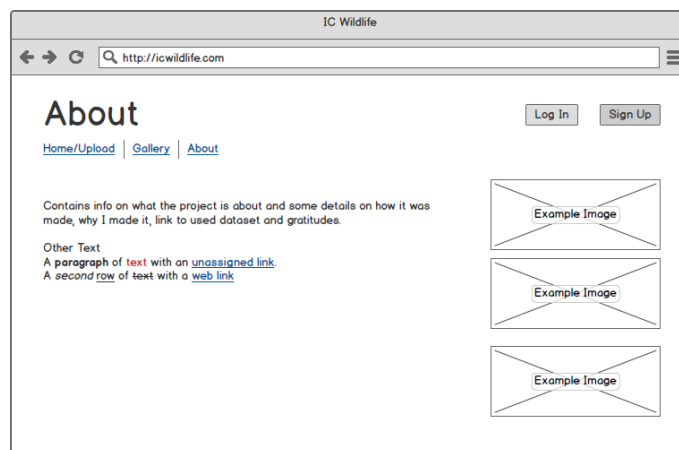 IC Wildlife
http://icwildlife.com
About
Log In
Sign Up
Home/Upload
Gallery
About
Contains info on what the project is about and some details on how it was
made, why I made it, link to used dataset and gratitudes.
Other Text
A paragraph of text with an unassigned link.
A second row of text with a web link
Example Image
Example Image
Example Image